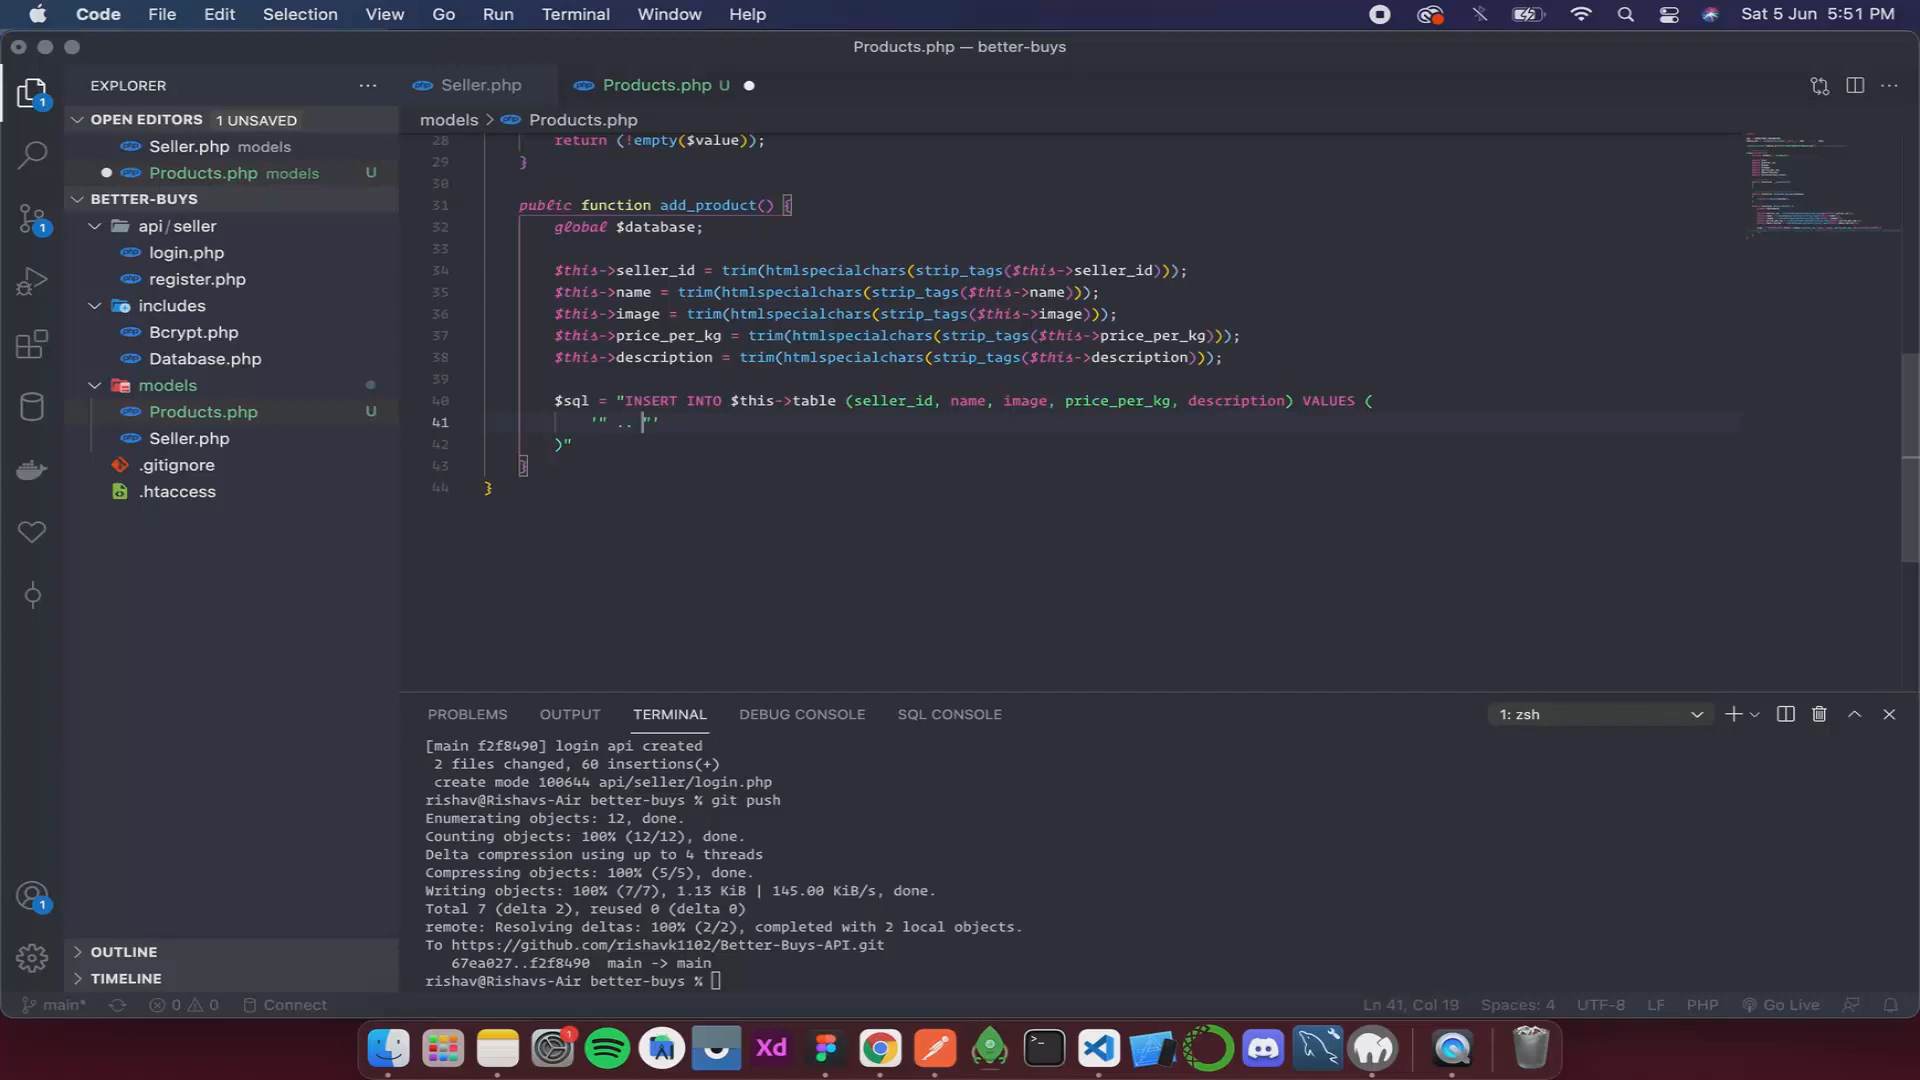 Code File Edit Selection View Go Run Terminal Window Help Sat 5 Jun 5:51 PM
Products.php — better-buys
EXPLORER
Seller.php
Products.php U
OPEN EDITORS 1 UNSAVED
models > Products.php
Seller.php models
Products.php models U
BETTER-BUYS
api/seller
login.php
register.php
includes
Bcrypt.php
Database.php
models
Products.php U
Seller.php
.gitignore
.htaccess
OUTLINE
TIMELINE
28 return (!empty($value));
29 }
30
31 public function add_product() {
32 global $database;
33
34 $this->seller_id = trim(htmlspecialchars(strip_tags($this->seller_id)));
35 $this->name = trim(htmlspecialchars(strip_tags($this->name)));
36 $this->image = trim(htmlspecialchars(strip_tags($this->image)));
37 $this->price_per_kg = trim(htmlspecialchars(strip_tags($this->price_per_kg)));
38 $this->description = trim(htmlspecialchars(strip_tags($this->description)));
39
40 $sql = "INSERT INTO $this->table (seller_id, name, image, price_per_kg, description) VALUES (
41 '" .. "'
42 )"
43 }
44 }
PROBLEMS OUTPUT TERMINAL DEBUG CONSOLE SQL CONSOLE 1: zsh
[main f2f8490] login api created
2 files changed, 60 insertions(+)
create mode 100644 api/seller/login.php
rishav@Rishavs-Air better-buys % git push
Enumerating objects: 12, done.
Counting objects: 100% (12/12), done.
Delta compression using up to 4 threads
Compressing objects: 100% (5/5), done.
Writing objects: 100% (7/7), 1.13 KiB | 145.00 KiB/s, done.
Total 7 (delta 2), reused 0 (delta 0)
remote: Resolving deltas: 100% (2/2), completed with 2 local objects.
To https://github.com/rishavk1102/Better-Buys-API.git
67ea027..f2f8490 main -> main
rishav@Rishavs-Air better-buys %
main* 0 0 Connect Ln 41, Col 19 Spaces: 4 UTF-8 LF PHP Go Live
Xd